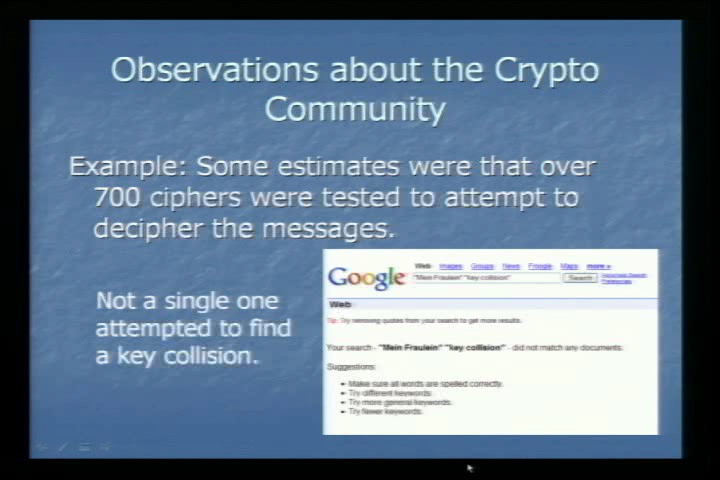 Observations about the Crypto
Community
Example: Some estimates were that over
700 ciphers were tested to attempt to
decipher the messages.
Not a single one
attempted to find
a key collision.
Google
Web Images Groups News Froogle Maps more »
"Mein Fraulein" "key collision"
Search
Advanced Search
Preferences
Web
Tip: Try removing quotes from your search to get more results.
Your search - "Mein Fraulein" "key collision" - did not match any documents.
Suggestions:
Make sure all words are spelled correctly.
Try different keywords.
Try more general keywords.
Try fewer keywords.